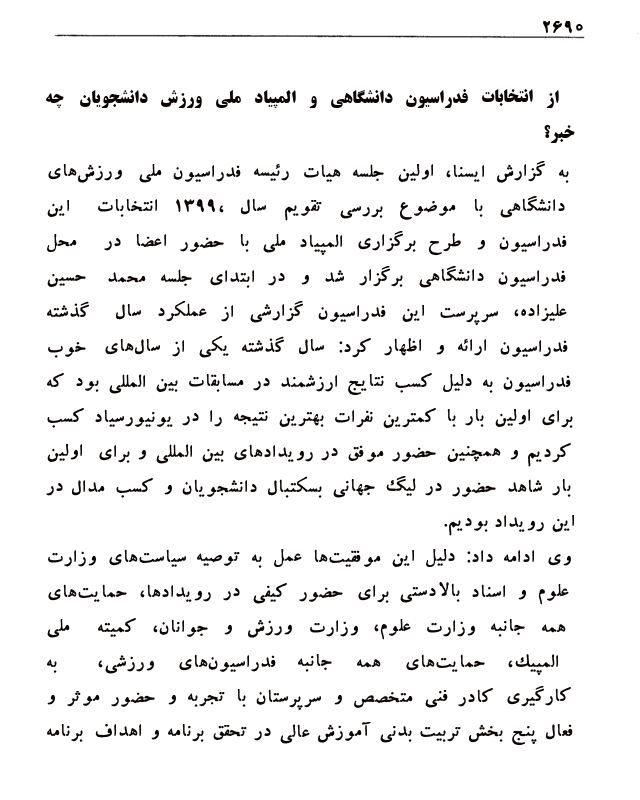 ۲۶۹۰
از انتخابات فدراسیون دانشگاهی و المپیاد ملی ورزش دانشجویان چه
خبر؟
به گزارش ایسنا، اولین جلسه هیات رئیسه فدراسیون ملی ورزش‌های
دانشگاهی با موضوع بررسی تقویم سال ۱۳۹۹، انتخابات این
فدراسیون و طرح برگزاری المپیاد ملی با حضور اعضا در محل
فدراسیون دانشگاهی برگزار شد و در ابتدای جلسه محمد حسین
علیزاده، سرپرست این فدراسیون گزارشی از عملکرد سال گذشته
فدراسیون ارائه و اظهار کرد: سال گذشته یکی از سال‌های خوب
فدراسیون به دلیل کسب نتایج ارزشمند در مسابقات بین المللی بود که
برای اولین بار با کمترین نفرات بهترین نتیجه را در یونیورسیاد کسب
کردیم و همچنین حضور موفق در رویدادهای بین المللی و برای اولین
بار شاهد حضور در لیگ جهانی بسکتبال دانشجویان و کسب مدال در
این رویداد بودیم.
وی ادامه داد: دلیل این موفقیت‌ها عمل به توصیه سیاست‌های وزارت
علوم و اسناد بالادستی برای حضور کیفی در رویدادها، حمایت‌های
همه جانبه وزارت علوم، وزارت ورزش و جوانان، کمیته ملی
المپیک، حمایت‌های همه جانبه فدراسیون‌های ورزشی، به
کارگیری کادر فنی متخصص و سرپرستان با تجربه و حضور موثر و
فعال پنج بخش تربیت بدنی آموزش عالی در تحقق برنامه و اهداف برنامه